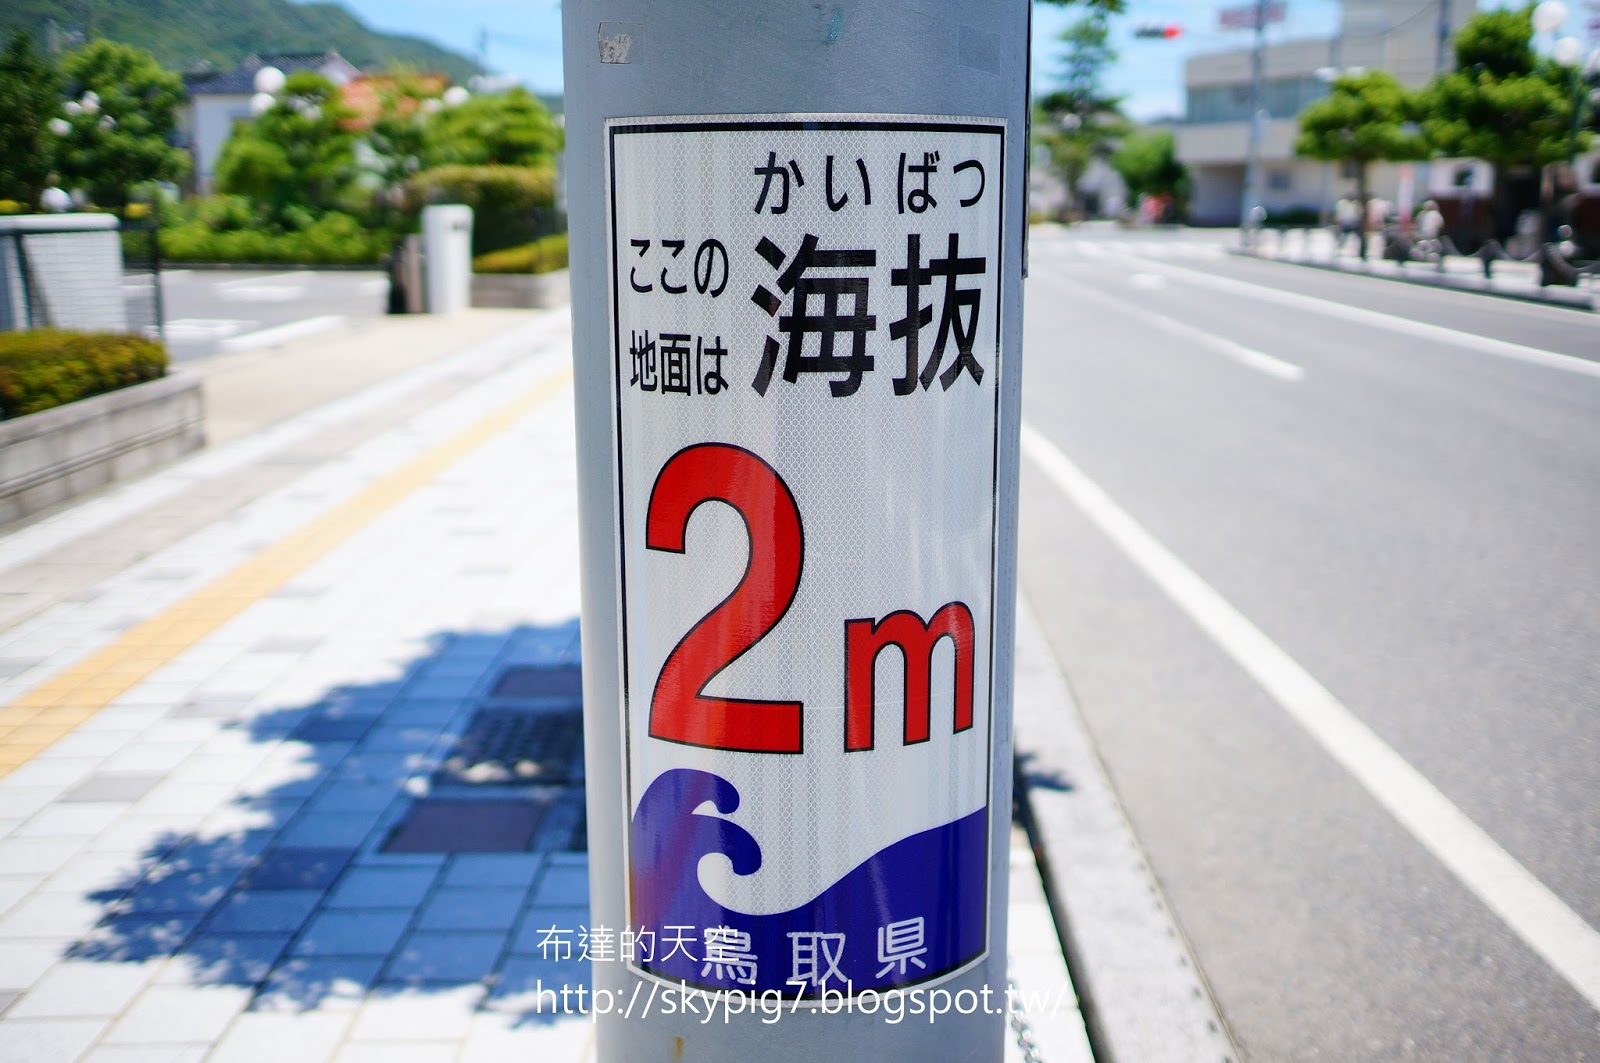 かいばつ
ここの
地面は
海抜
2m
鳥取県
布達的天空
http://skypig7.blogspot.tw/